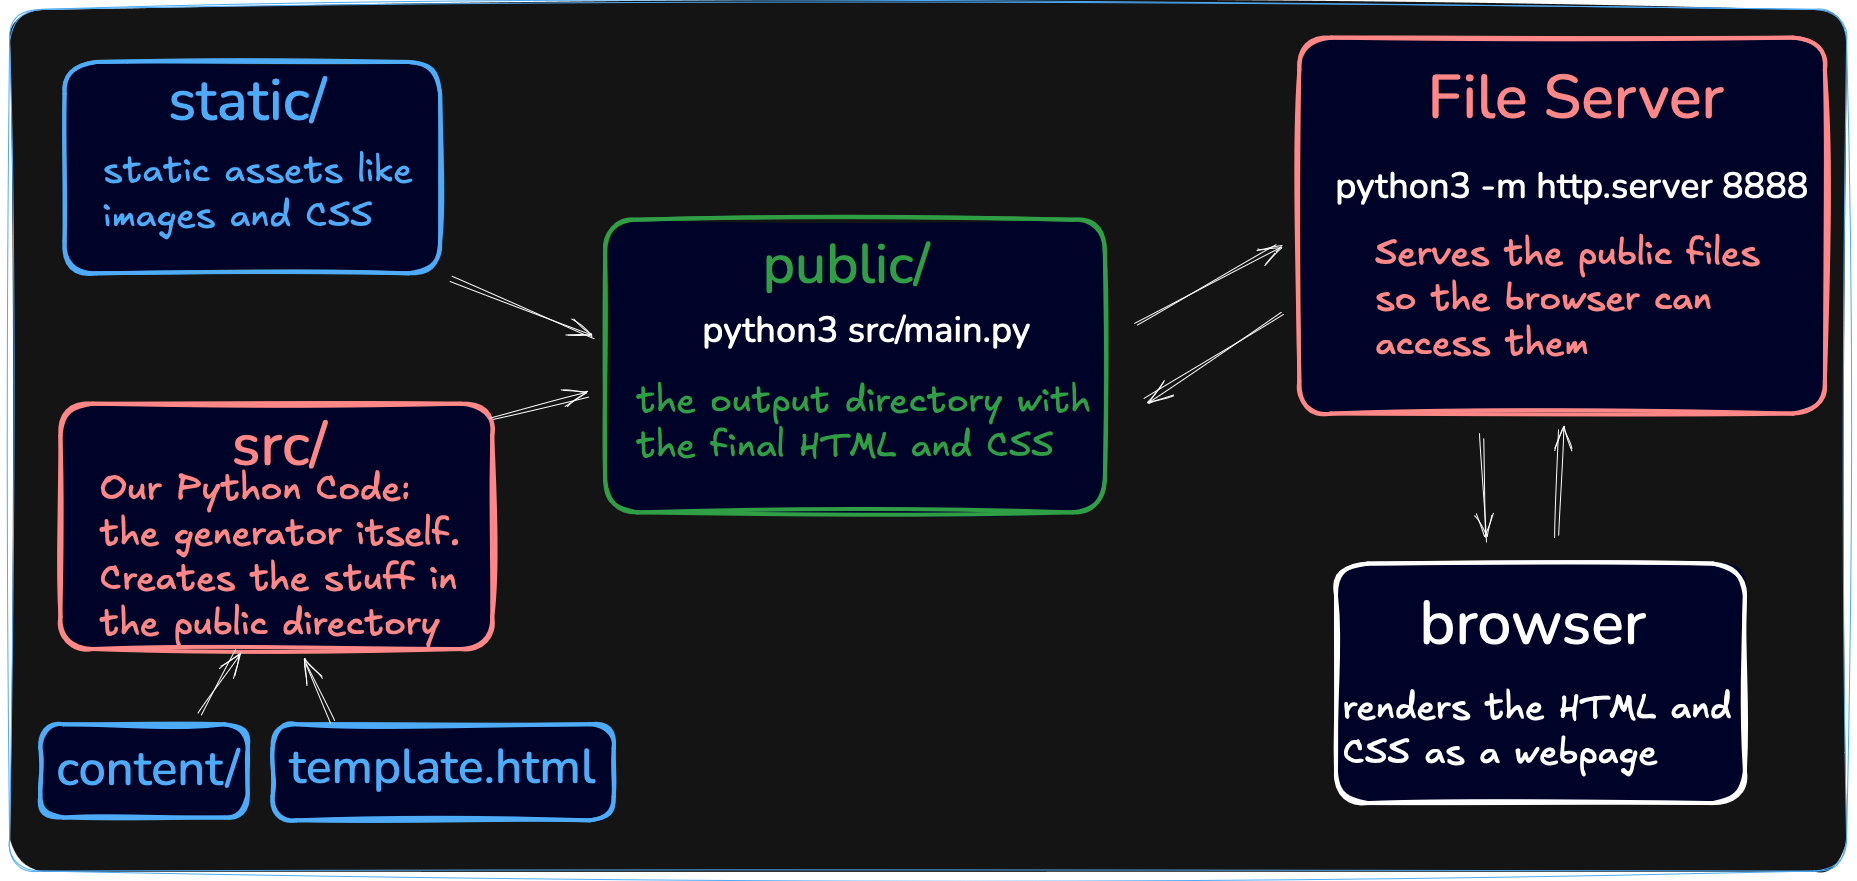 static/
static assets like
images and CSS
src/
Our Python Code:
the generator itself.
Creates the stuff in
the public directory
content/
template.html
public/
python3 src/main.py
the output directory with
the final HTML and CSS
File Server
python3 -m http.server 8888
Serves the public files
so the browser can
access them
browser
renders the HTML and
CSS as a webpage